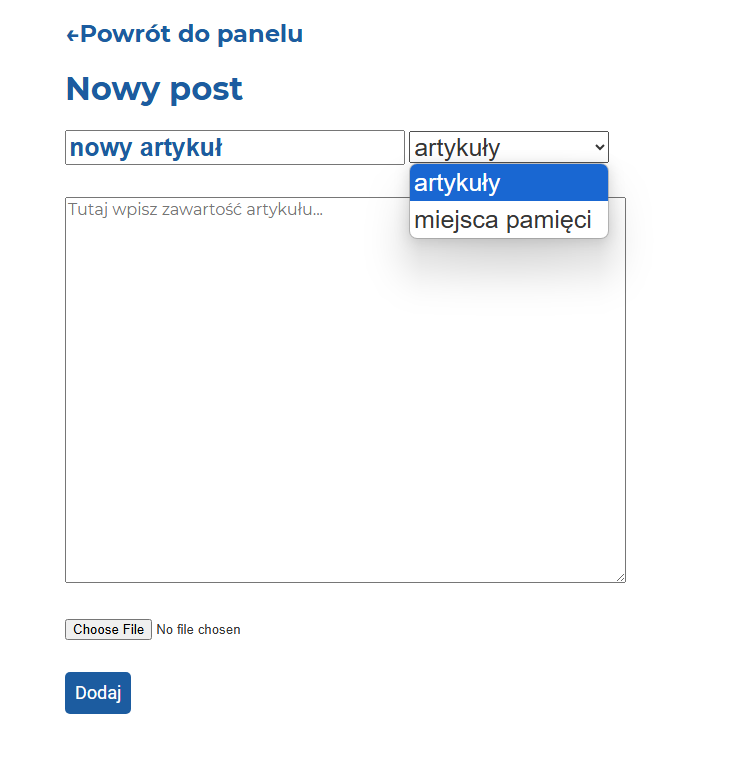 ←Powrót do panelu
Nowy post
nowy artykuł artykuły
artykuły
miejsca pamięci
Tutaj wpisz zawartość artykułu...
Choose File No file chosen
Dodaj